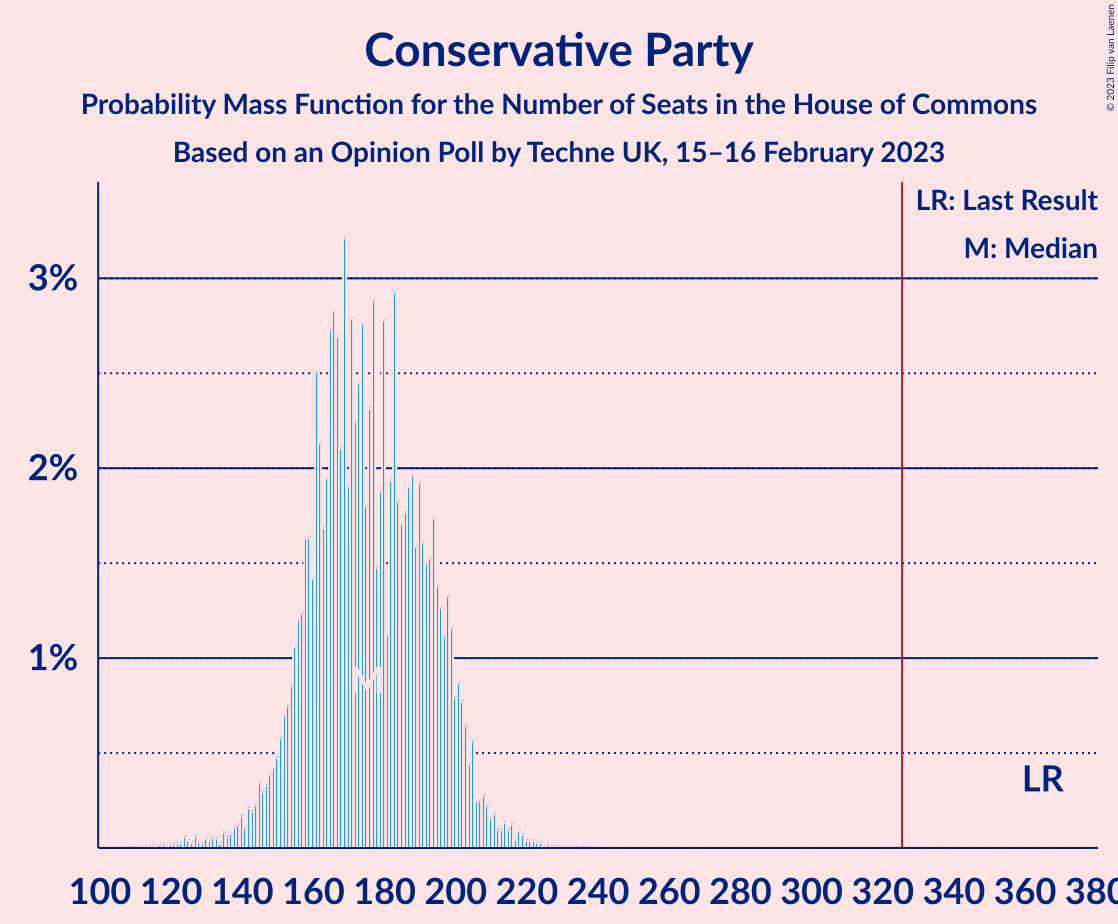 Conservative Party
Probability Mass Function for the Number of Seats in the House of Commons
Based on an Opinion Poll by Techne UK, 15–16 February 2023
© 2023 Filip van Laenen
LR: Last Result
M: Median
3%
2%
1%
M
LR
100 120 140 160 180 200 220 240 260 280 300 320 340 360 380